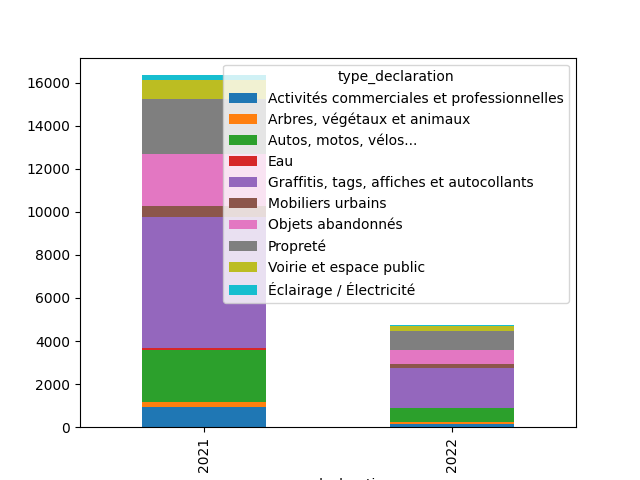 16000
14000
12000
10000
8000
6000
4000
2000
0
type_declaration
Activités commerciales et professionnelles
Arbres, végétaux et animaux
Autos, motos, vélos...
Eau
Graffitis, tags, affiches et autocollants
Mobiliers urbains
Objets abandonnés
Propreté
Voirie et espace public
Éclairage / Électricité
2021
2022